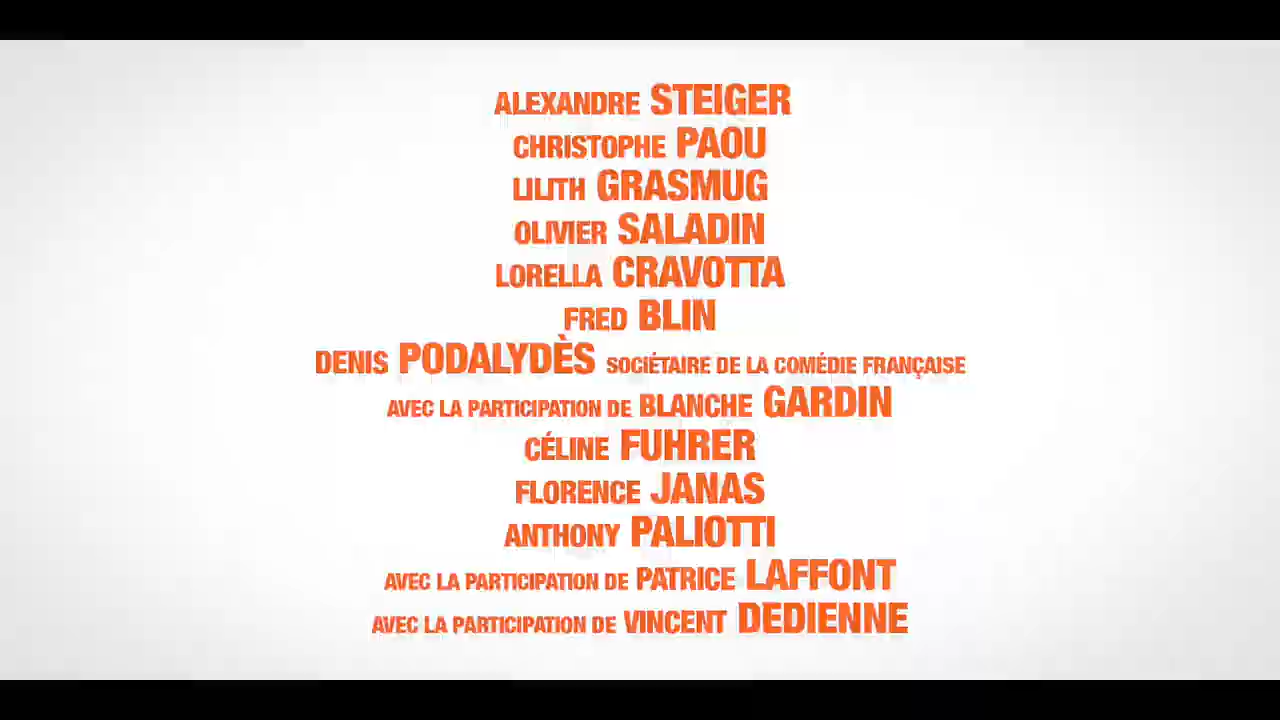 ALEXANDRE STEIGER
CHRISTOPHE PAOU
LILITH GRASMUG
OLIVIER SALADIN
LORELLA CRAVOTTA
FRED BLIN
DENIS PODALYDÈS SOCIÉTAIRE DE LA COMÉDIE FRANÇAISE
AVEC LA PARTICIPATION DE BLANCHE GARDIN
CÉLINE FUHRER
FLORENCE JANAS
ANTHONY PALIOTTI
AVEC LA PARTICIPATION DE PATRICE LAFFONT
AVEC LA PARTICIPATION DE VINCENT DEDIENNE